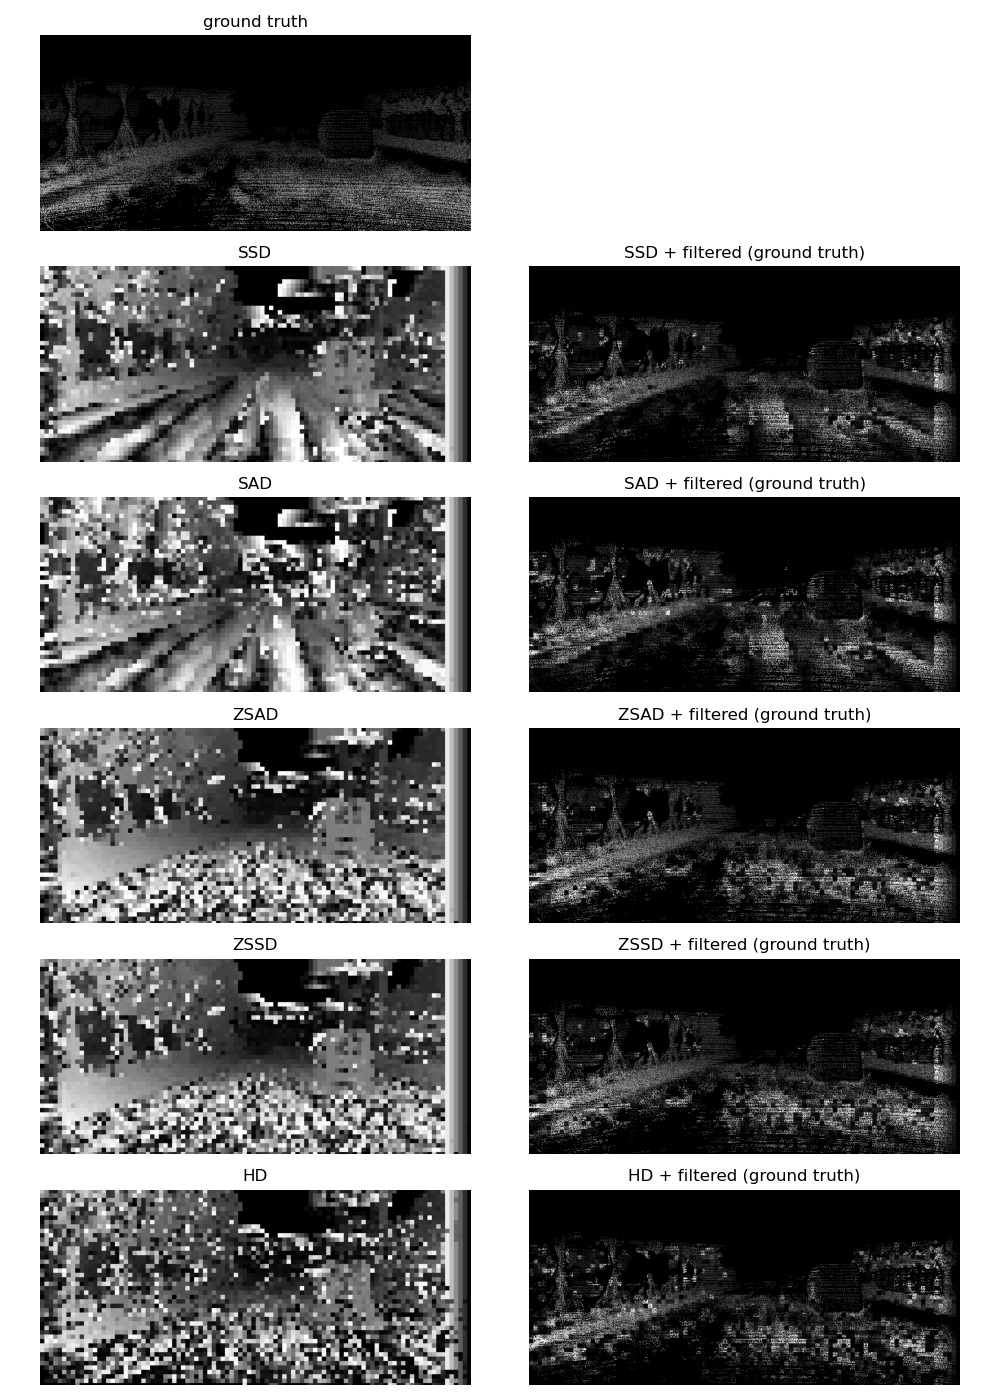 ground truth
SSD
SSD + filtered (ground truth)
SAD
SAD + filtered (ground truth)
ZSAD
ZSAD + filtered (ground truth)
ZSSD
ZSSD + filtered (ground truth)
HD
HD + filtered (ground truth)